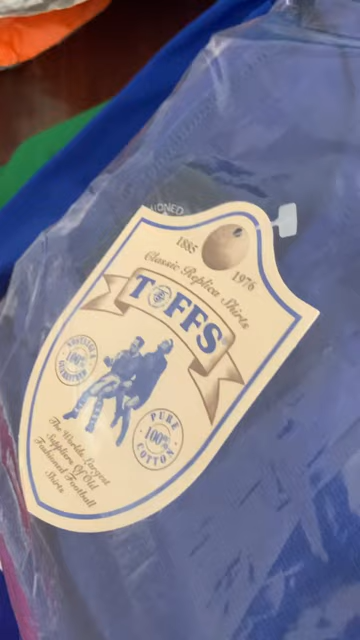 1885
1976
Classic Replica Shirts
TOFFS
100%
PURE
100%
COTTON
The Worlds Largest
Suppliers Of Old
Fashioned Football
Shirts